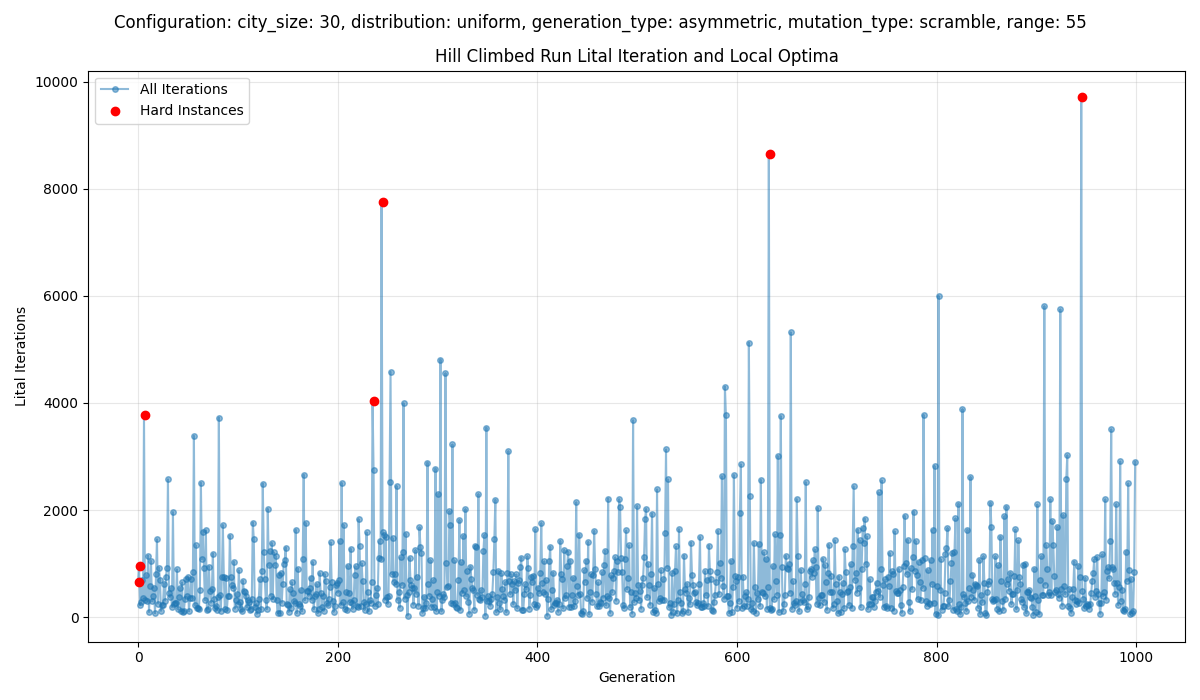 Configuration: city_size: 30, distribution: uniform, generation_type: asymmetric, mutation_type: scramble, range: 55
Hill Climbed Run Lital Iteration and Local Optima
10000
8000
6000
4000
2000
0
Lital Iterations
All Iterations
Hard Instances
0
200
400
600
800
1000
Generation